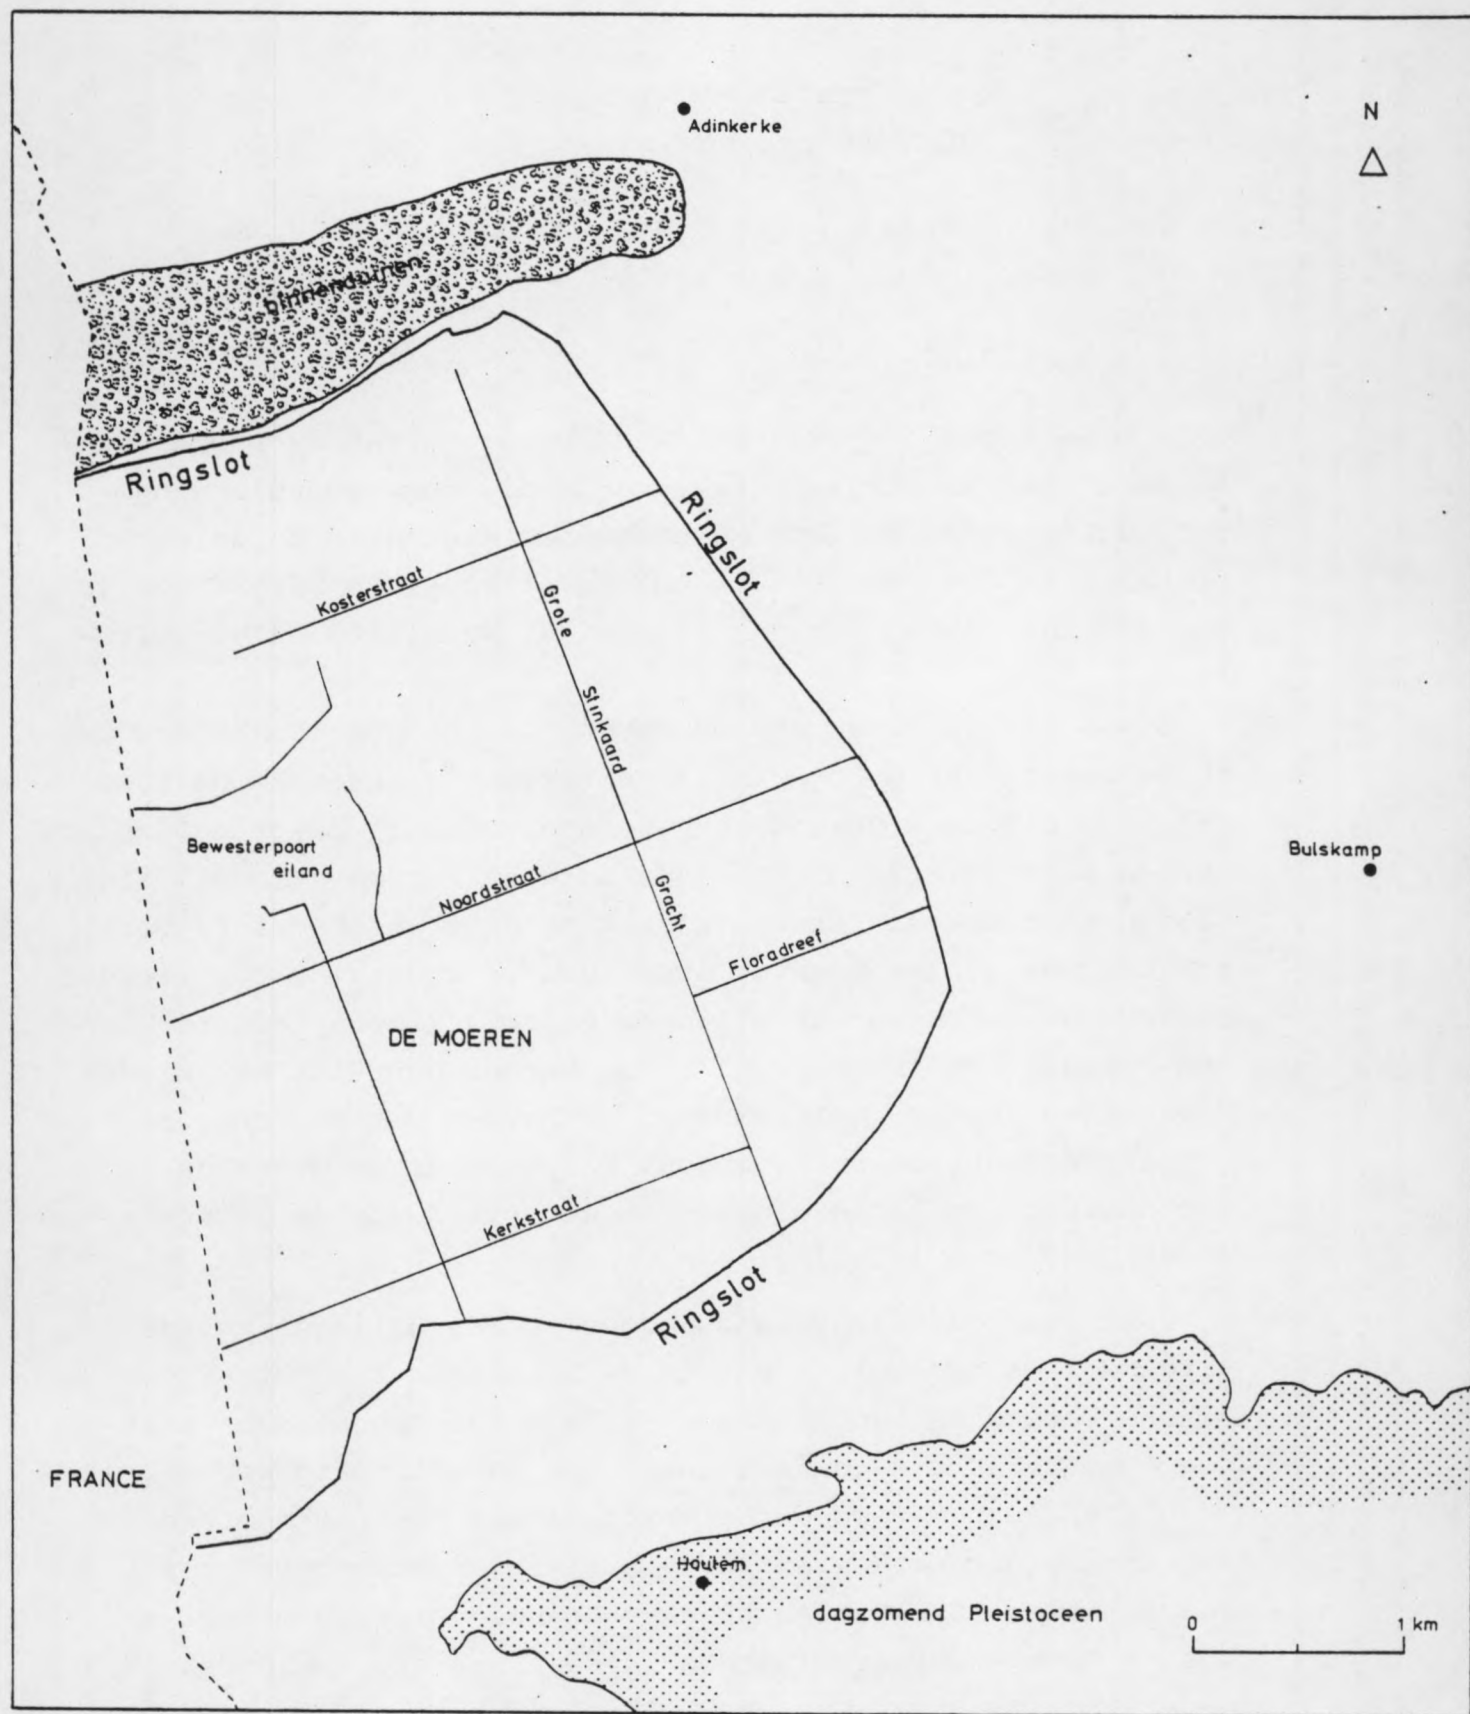 Adinkerke
N
binnenduinen
Ringslot
Ringslot
Kosterstraat
Grote
Stinkaard
Gracht
Bewesterpoort
eiland
Noordstraat
Bulskamp
Floradreef
DE MOEREN
Kerkstraat
Ringslot
FRANCE
Houtem
dagzomend Pleistoceen
0 1 km